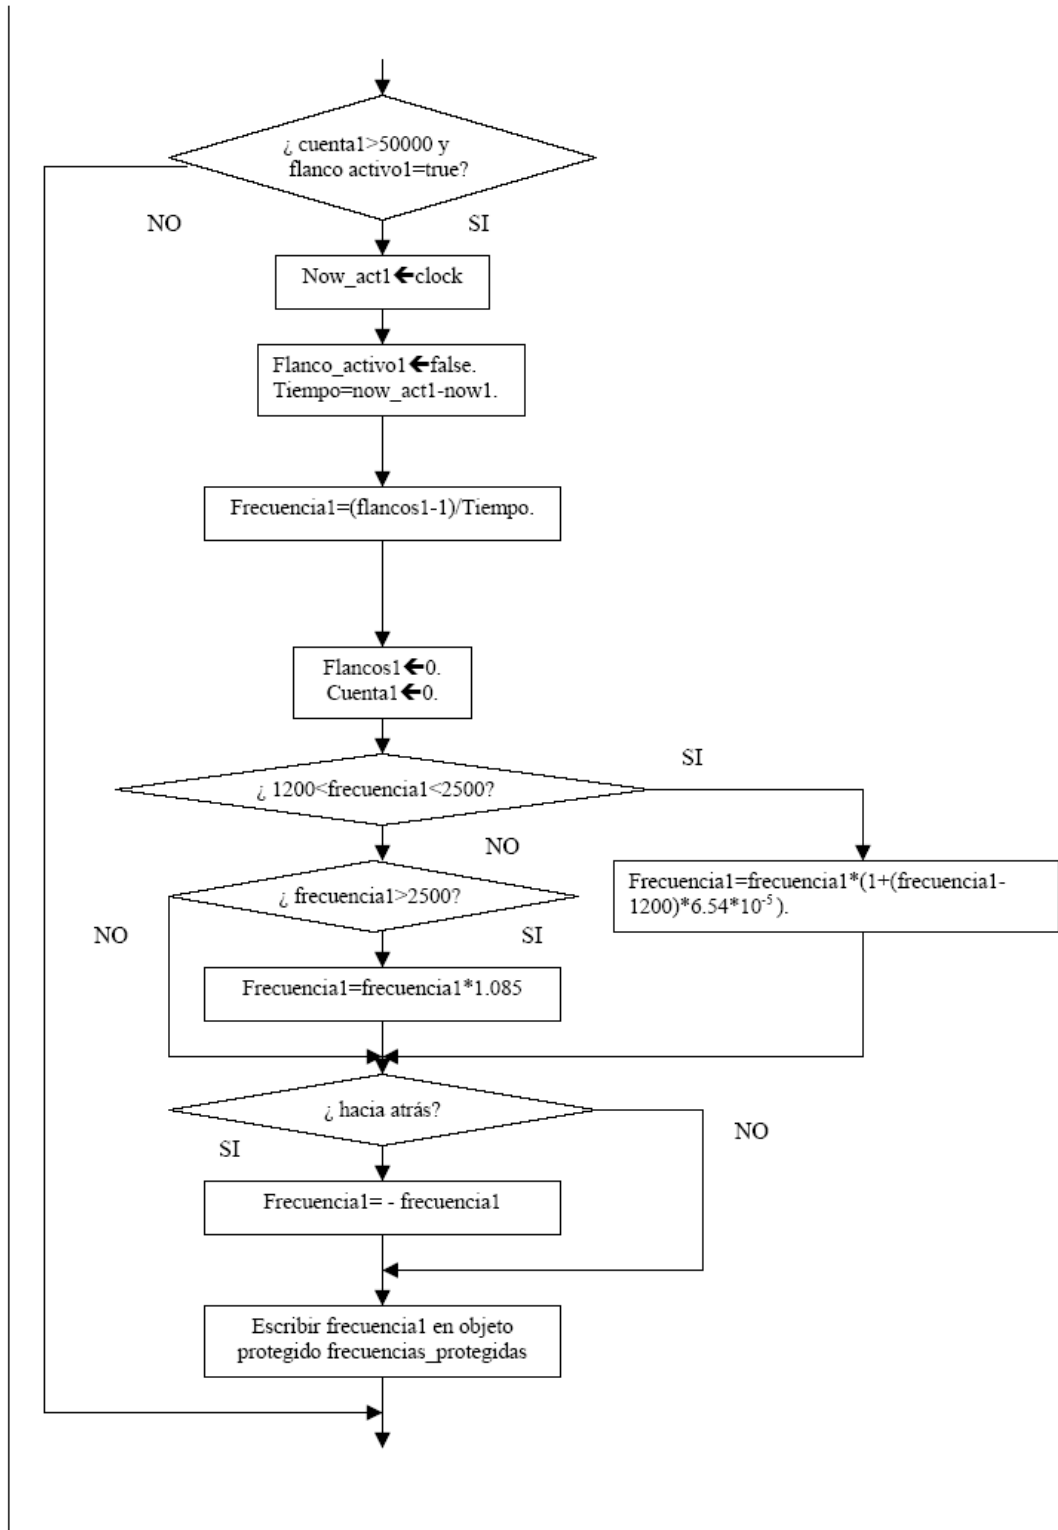 ¿ cuenta1>50000 y
flanco activo1=true?
NO
SI
Now_act1🡸clock
Flanco_activo1🡸false.
Tiempo=now_act1-now1.
Frecuencia1=(flancos1-1)/Tiempo.
Flancos1🡸0.
Cuenta1🡸0.
SI
¿ 1200<frecuencia1<2500?
NO
Frecuencia1=frecuencia1*(1+(frecuencia1-
1200)*6.54*10⁻⁵ ).
¿ frecuencia1>2500?
NO
SI
Frecuencia1=frecuencia1*1.085
¿ hacia atrás?
SI
NO
Frecuencia1= - frecuencia1
Escribir frecuencia1 en objeto
protegido frecuencias_protegidas